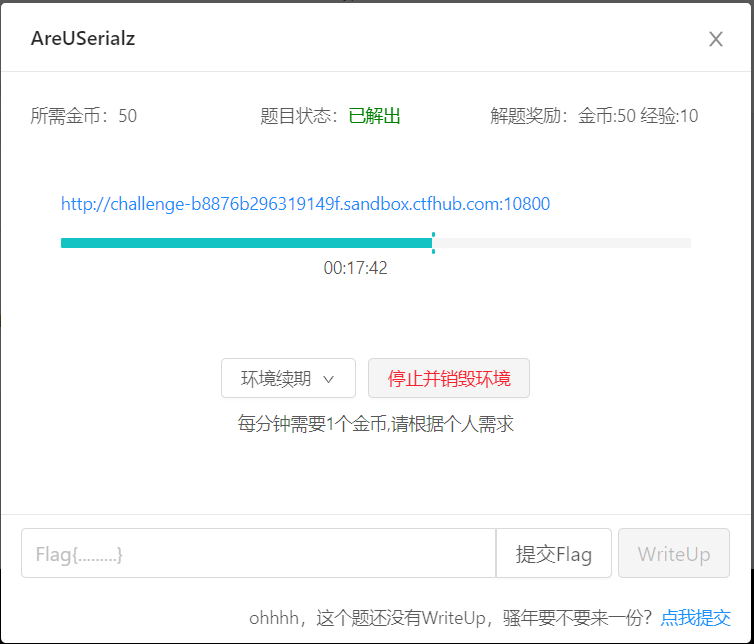 AreUSerialz
所需金币：50 题目状态：已解出 解题奖励：金币:50 经验:10
http://challenge-b8876b296319149f.sandbox.ctfhub.com:10800
00:17:42
环境续期 停止并销毁环境
每分钟需要1个金币,请根据个人需求
Flag{.........} 提交Flag WriteUp
ohhhh，这个题还没有WriteUp，骚年要不要来一份？点我提交